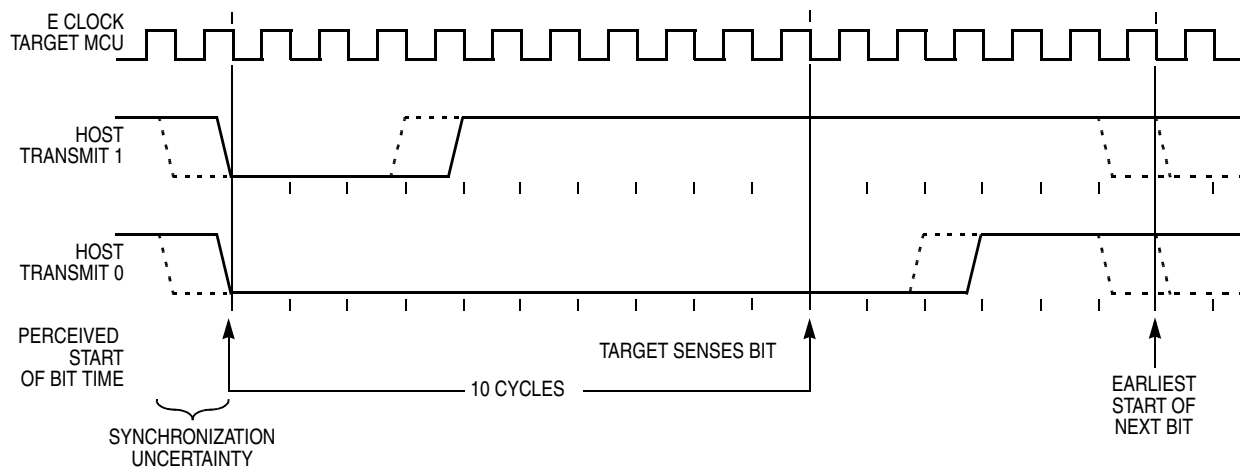 E CLOCK
TARGET MCU
HOST
TRANSMIT 1
HOST
TRANSMIT 0
PERCEIVED
START
OF BIT TIME
TARGET SENSES BIT
10 CYCLES
EARLIEST
START OF
NEXT BIT
SYNCHRONIZATION
UNCERTAINTY